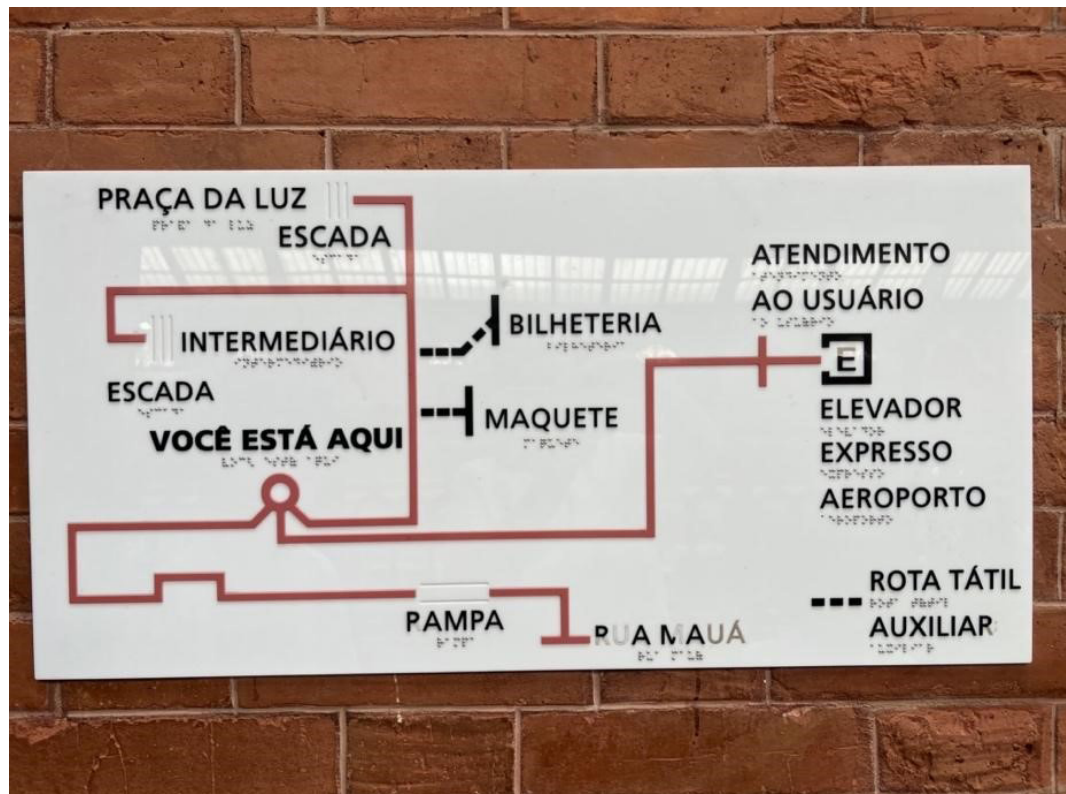 PRAÇA DA LUZ
ESCADA
INTERMEDIÁRIO
ESCADA
VOCÊ ESTÁ AQUI
BILHETERIA
MAQUETE
ATENDIMENTO
AO USUÁRIO
E
ELEVADOR
EXPRESSO
AEROPORTO
PAMPA
RUA MAUÁ
ROTA TÁTIL
AUXILIAR